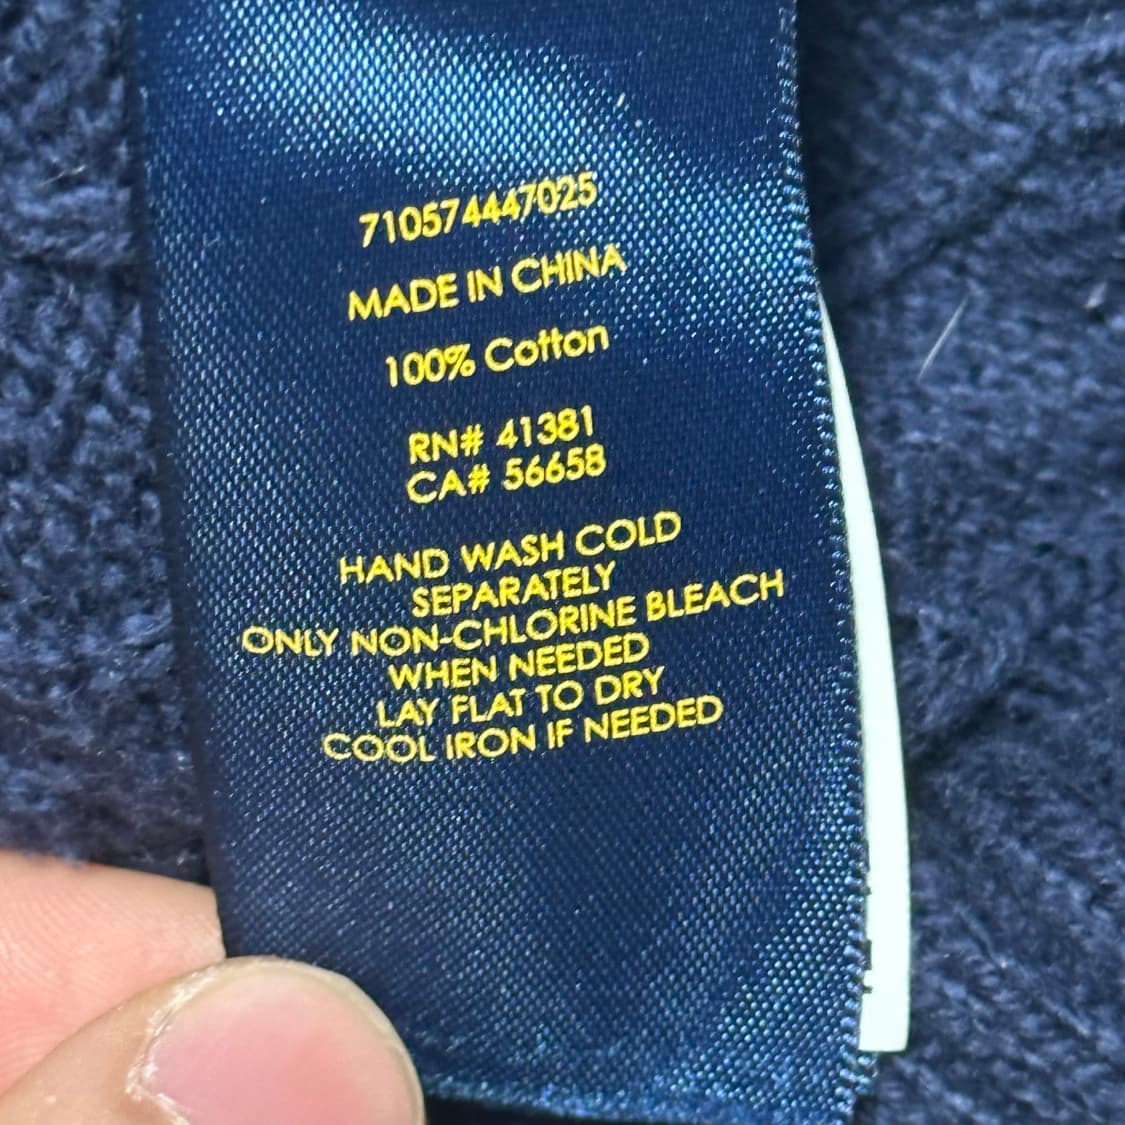 710574447025
MADE IN CHINA
100% Cotton
RN# 41381
CA# 56658
HAND WASH COLD
SEPARATELY
ONLY NON-CHLORINE BLEACH
WHEN NEEDED
LAY FLAT TO DRY
COOL IRON IF NEEDED